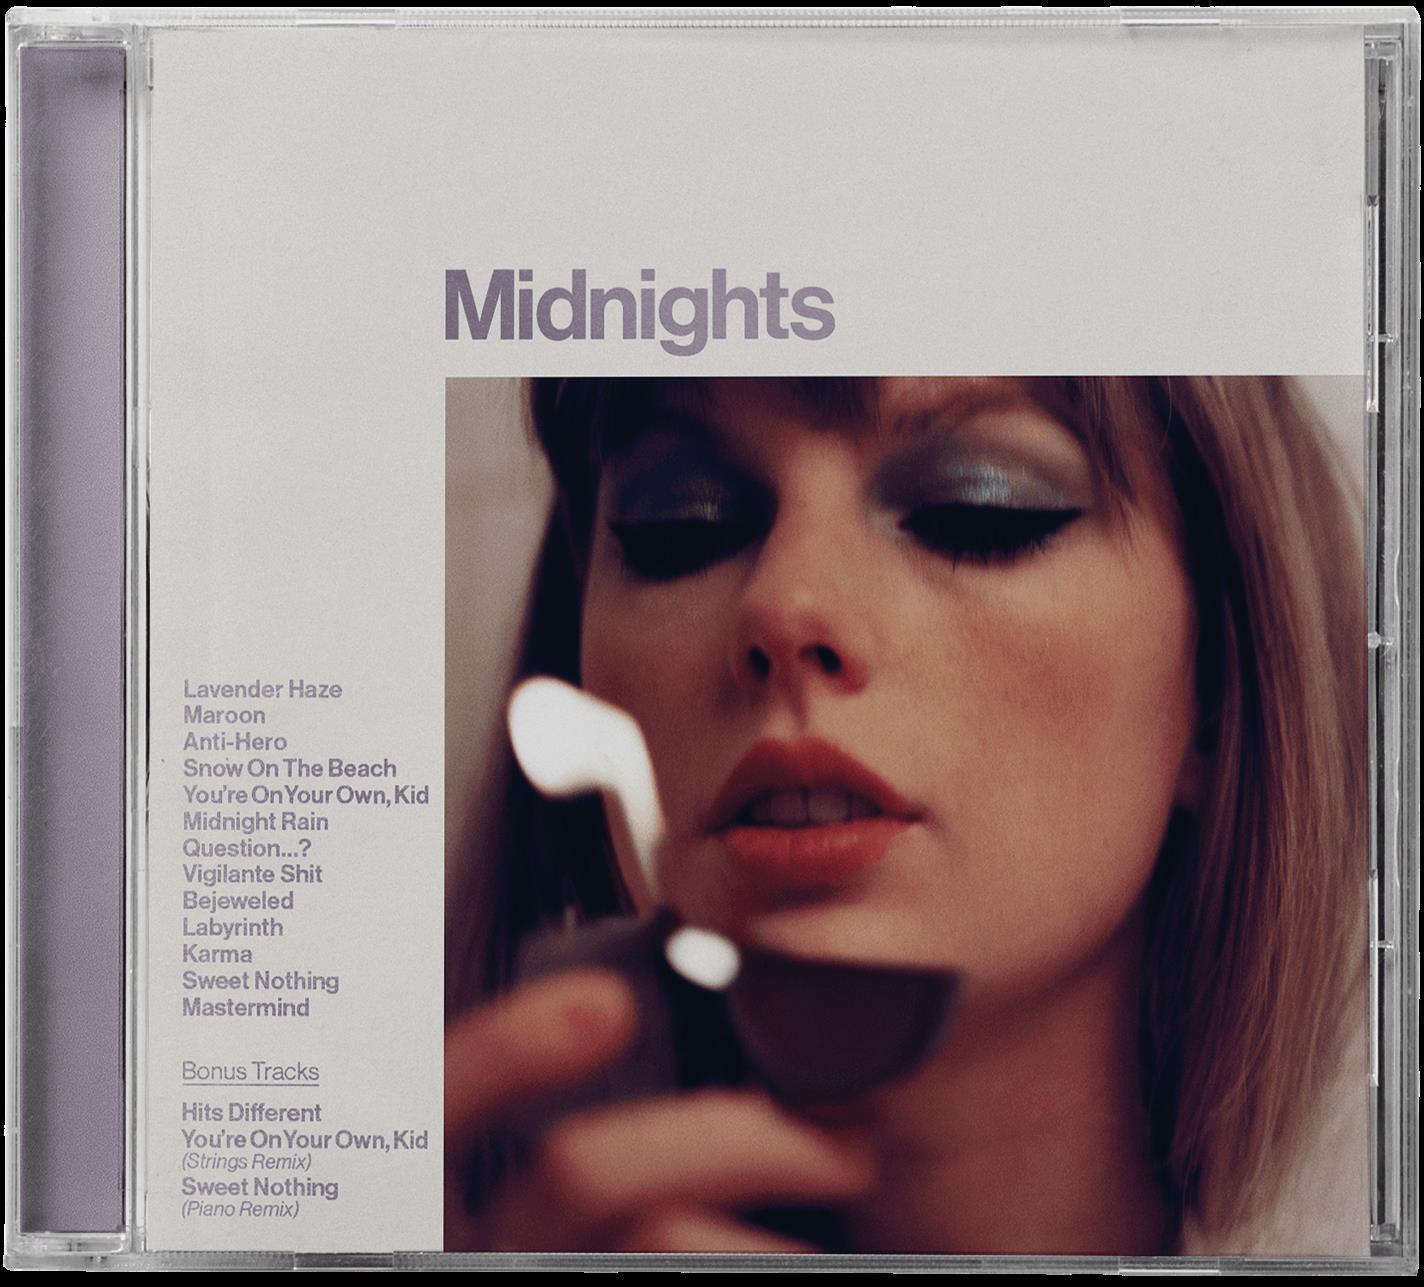 Midnights
Lavender Haze
Maroon
Anti-Hero
Snow On The Beach
You're On Your Own, Kid
Midnight Rain
Question...?
Vigilante Shit
Bejeweled
Labyrinth
Karma
Sweet Nothing
Mastermind
Bonus Tracks
Hits Different
You're On Your Own, Kid
(Strings Remix)
Sweet Nothing
(Piano Remix)